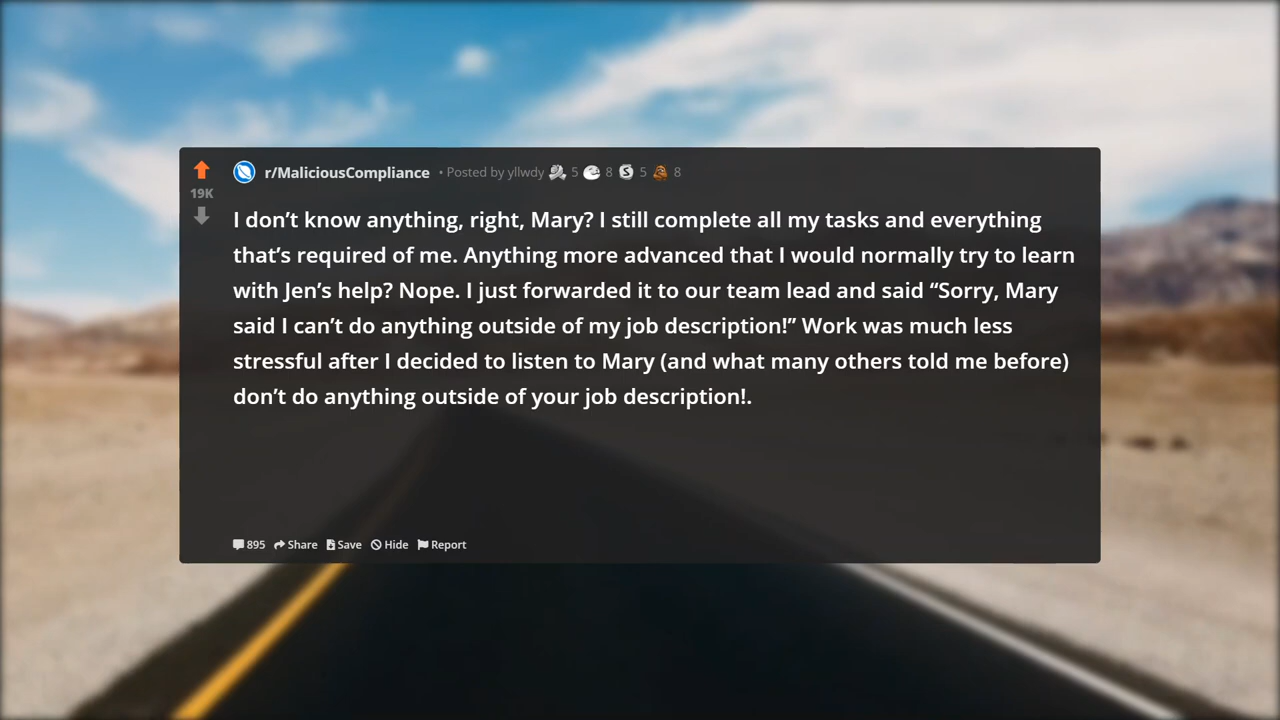 r/MaliciousCompliance • Posted by yllwdy 5 8 5 8
19K
I don’t know anything, right, Mary? I still complete all my tasks and everything
that’s required of me. Anything more advanced that I would normally try to learn
with Jen’s help? Nope. I just forwarded it to our team lead and said “Sorry, Mary
said I can’t do anything outside of my job description!” Work was much less
stressful after I decided to listen to Mary (and what many others told me before)
don’t do anything outside of your job description!.
895 Share Save Hide Report